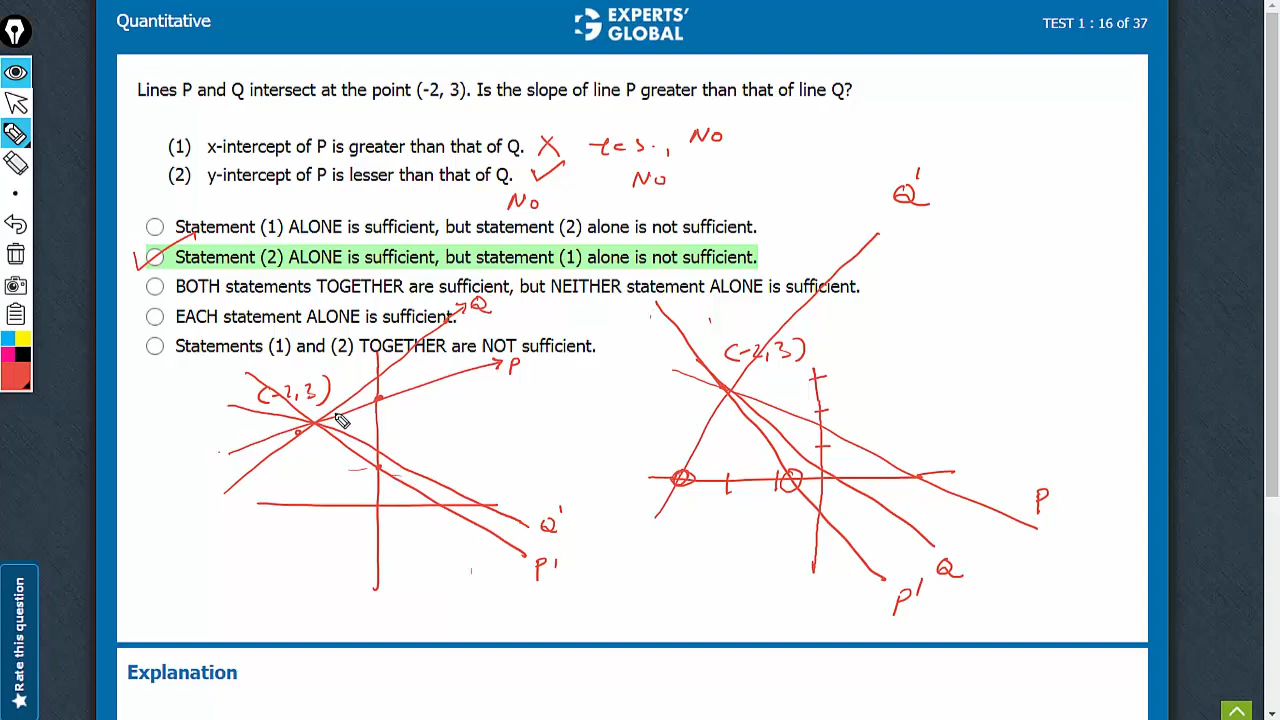 Quantitative
EXPERTS'
GLOBAL
TEST 1 : 16 of 37
Lines P and Q intersect at the point (-2, 3). Is the slope of line P greater than that of line Q?
(1) x-intercept of P is greater than that of Q. X Yes., No
(2) y-intercept of P is lesser than that of Q. ✓ No
No
Statement (1) ALONE is sufficient, but statement (2) alone is not sufficient.
Statement (2) ALONE is sufficient, but statement (1) alone is not sufficient.
BOTH statements TOGETHER are sufficient, but NEITHER statement ALONE is sufficient.
EACH statement ALONE is sufficient.
Statements (1) and (2) TOGETHER are NOT sufficient.
Q'
Q
(-2,3)
P
(-2,3)
P
Q'
P'
Q
P'
Explanation
Rate this question